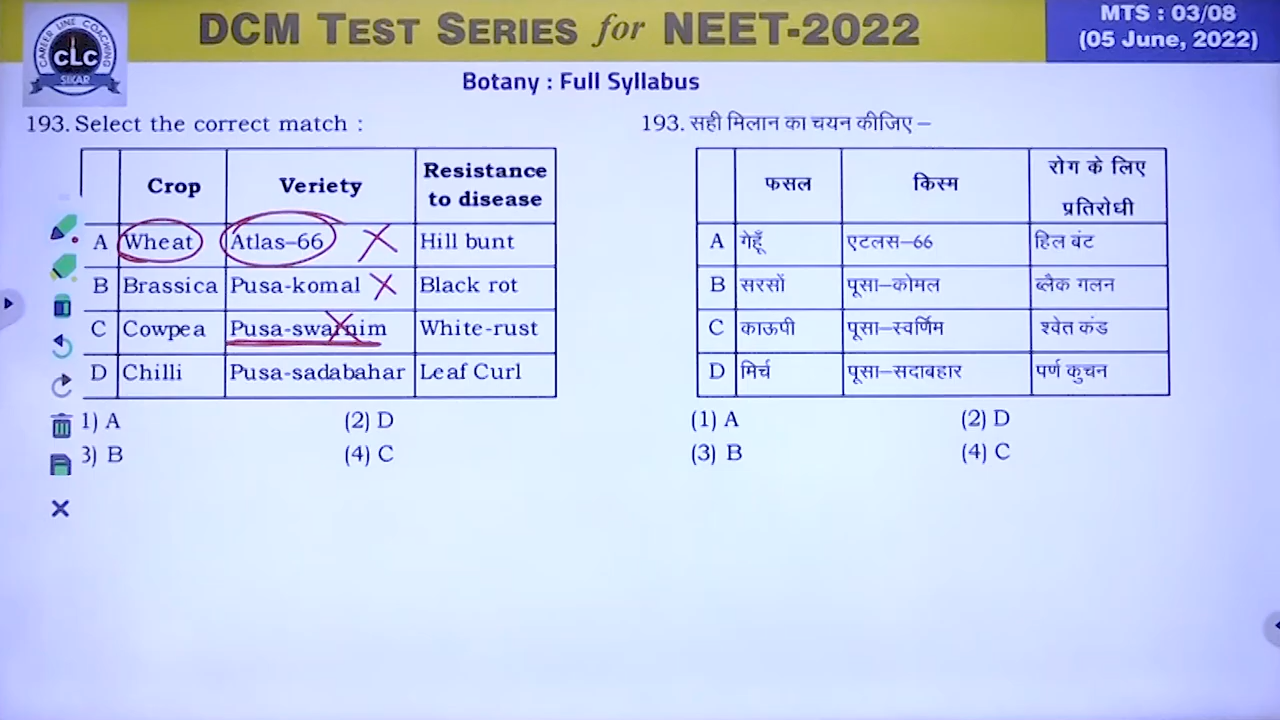 DCM TEST SERIES for NEET-2022
MTS : 03/08
(05 June, 2022)
CAREER LINE COACHING
CLC
SIKAR
Botany : Full Syllabus
193. Select the correct match :
Crop Veriety Resistance to disease
A Wheat Atlas–66 Hill bunt
B Brassica Pusa-komal Black rot
C Cowpea Pusa-swarnim White-rust
D Chilli Pusa-sadabahar Leaf Curl
1) A (2) D
3) B (4) C
193. सही मिलान का चयन कीजिए –
फसल किस्म रोग के लिए प्रतिरोधी
A गेहूँ एटलस–66 हिल बंट
B सरसों पूसा–कोमल ब्लैक गलन
C काऊपी पूसा–स्वर्णिम श्वेत कंड
D मिर्च पूसा–सदाबहार पर्ण कुचन
(1) A (2) D
(3) B (4) C